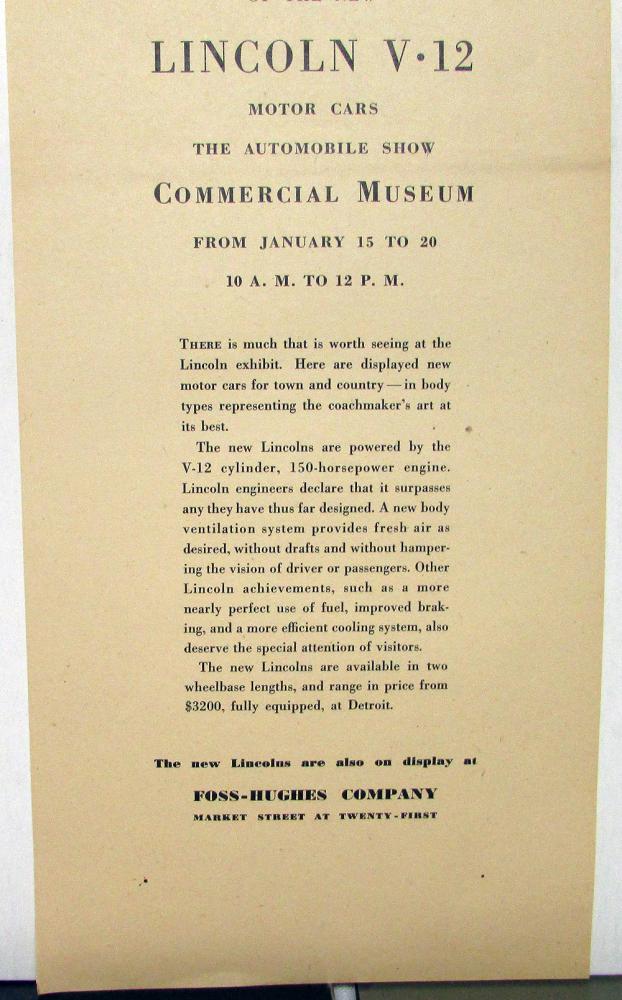 OF THE NEW
LINCOLN V·12
MOTOR CARS
THE AUTOMOBILE SHOW
COMMERCIAL MUSEUM
FROM JANUARY 15 TO 20
10 A. M. TO 12 P. M.
THERE is much that is worth seeing at the
Lincoln exhibit. Here are displayed new
motor cars for town and country—in body
types representing the coachmaker's art at
its best.
The new Lincolns are powered by the
V-12 cylinder, 150-horsepower engine.
Lincoln engineers declare that it surpasses
any they have thus far designed. A new body
ventilation system provides fresh air as
desired, without drafts and without hamper-
ing the vision of driver or passengers. Other
Lincoln achievements, such as a more
nearly perfect use of fuel, improved brak-
ing, and a more efficient cooling system, also
deserve the special attention of visitors.
The new Lincolns are available in two
wheelbase lengths, and range in price from
$3200, fully equipped, at Detroit.
The new Lincolns are also on display at
FOSS-HUGHES COMPANY
MARKET STREET AT TWENTY-FIRST